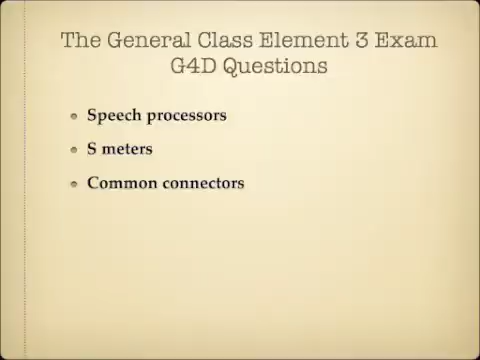 The General Class Element 3 Exam
G4D Questions
Speech processors
S meters
Common connectors